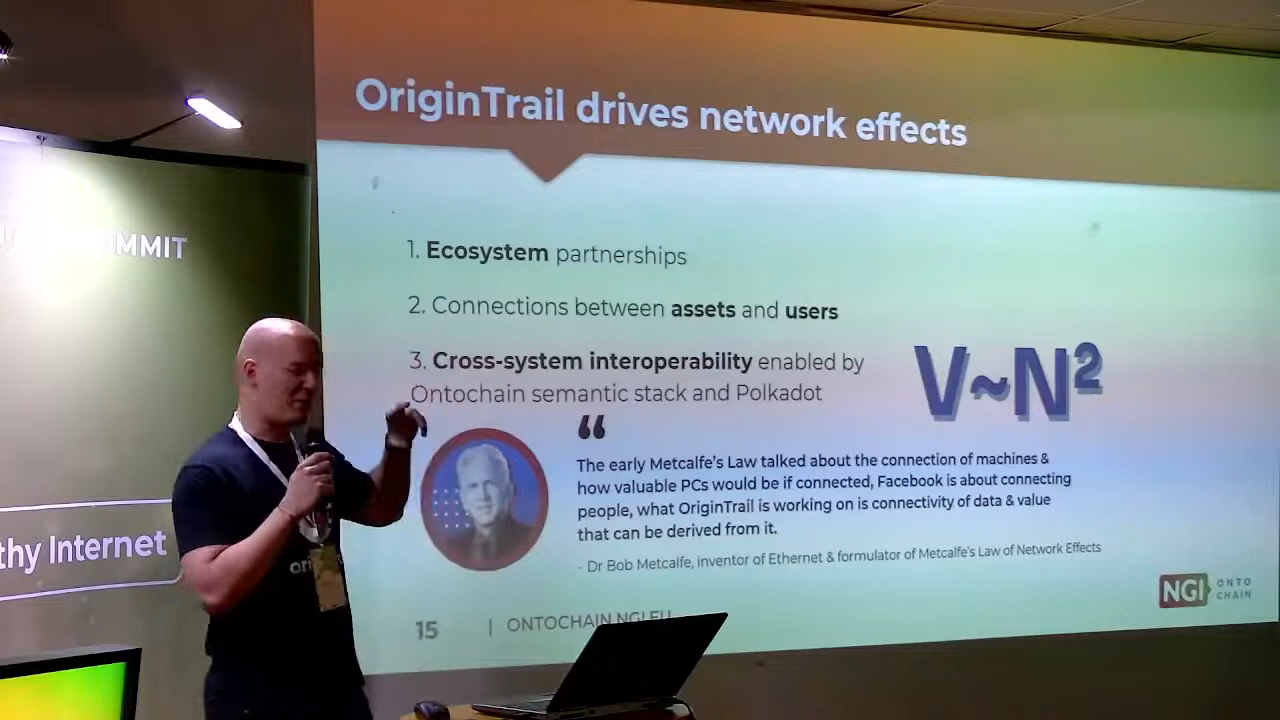 OriginTrail drives network effects
1. Ecosystem partnerships
2. Connections between assets and users
3. Cross-system interoperability enabled by
Ontochain semantic stack and Polkadot
V~N²
“
The early Metcalfe's Law talked about the connection of machines &
how valuable PCs would be if connected, Facebook is about connecting
people, what OriginTrail is working on is connectivity of data & value
that can be derived from it.
- Dr Bob Metcalfe, inventor of Ethernet & formulator of Metcalfe's Law of Network Effects
NGI ONTO
CHAIN
15 | ONTOCHAIN.NGI.EU
MMIT
thy Internet
ori